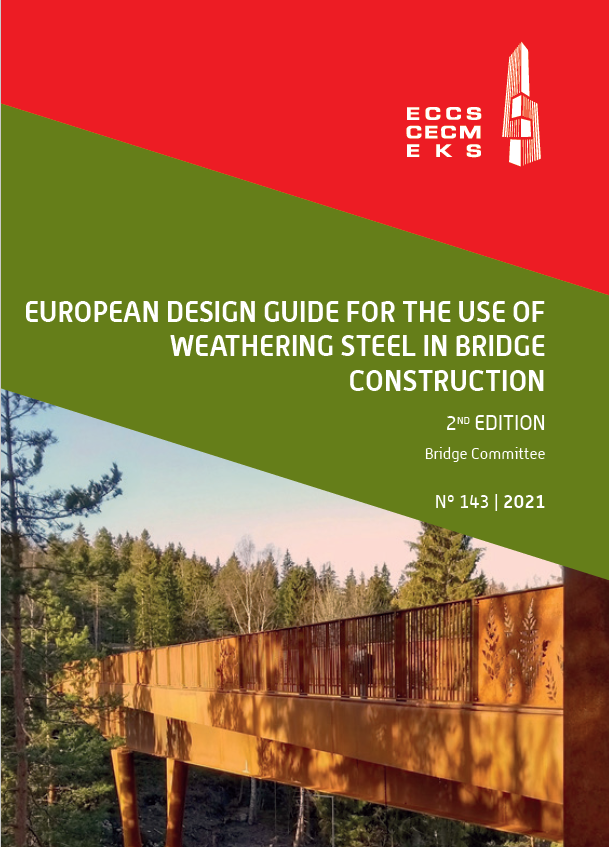 ECCS
CECM
E K S
EUROPEAN DESIGN GUIDE FOR THE USE OF
WEATHERING STEEL IN BRIDGE
CONSTRUCTION
2ND EDITION
Bridge Committee
Nº 143 | 2021